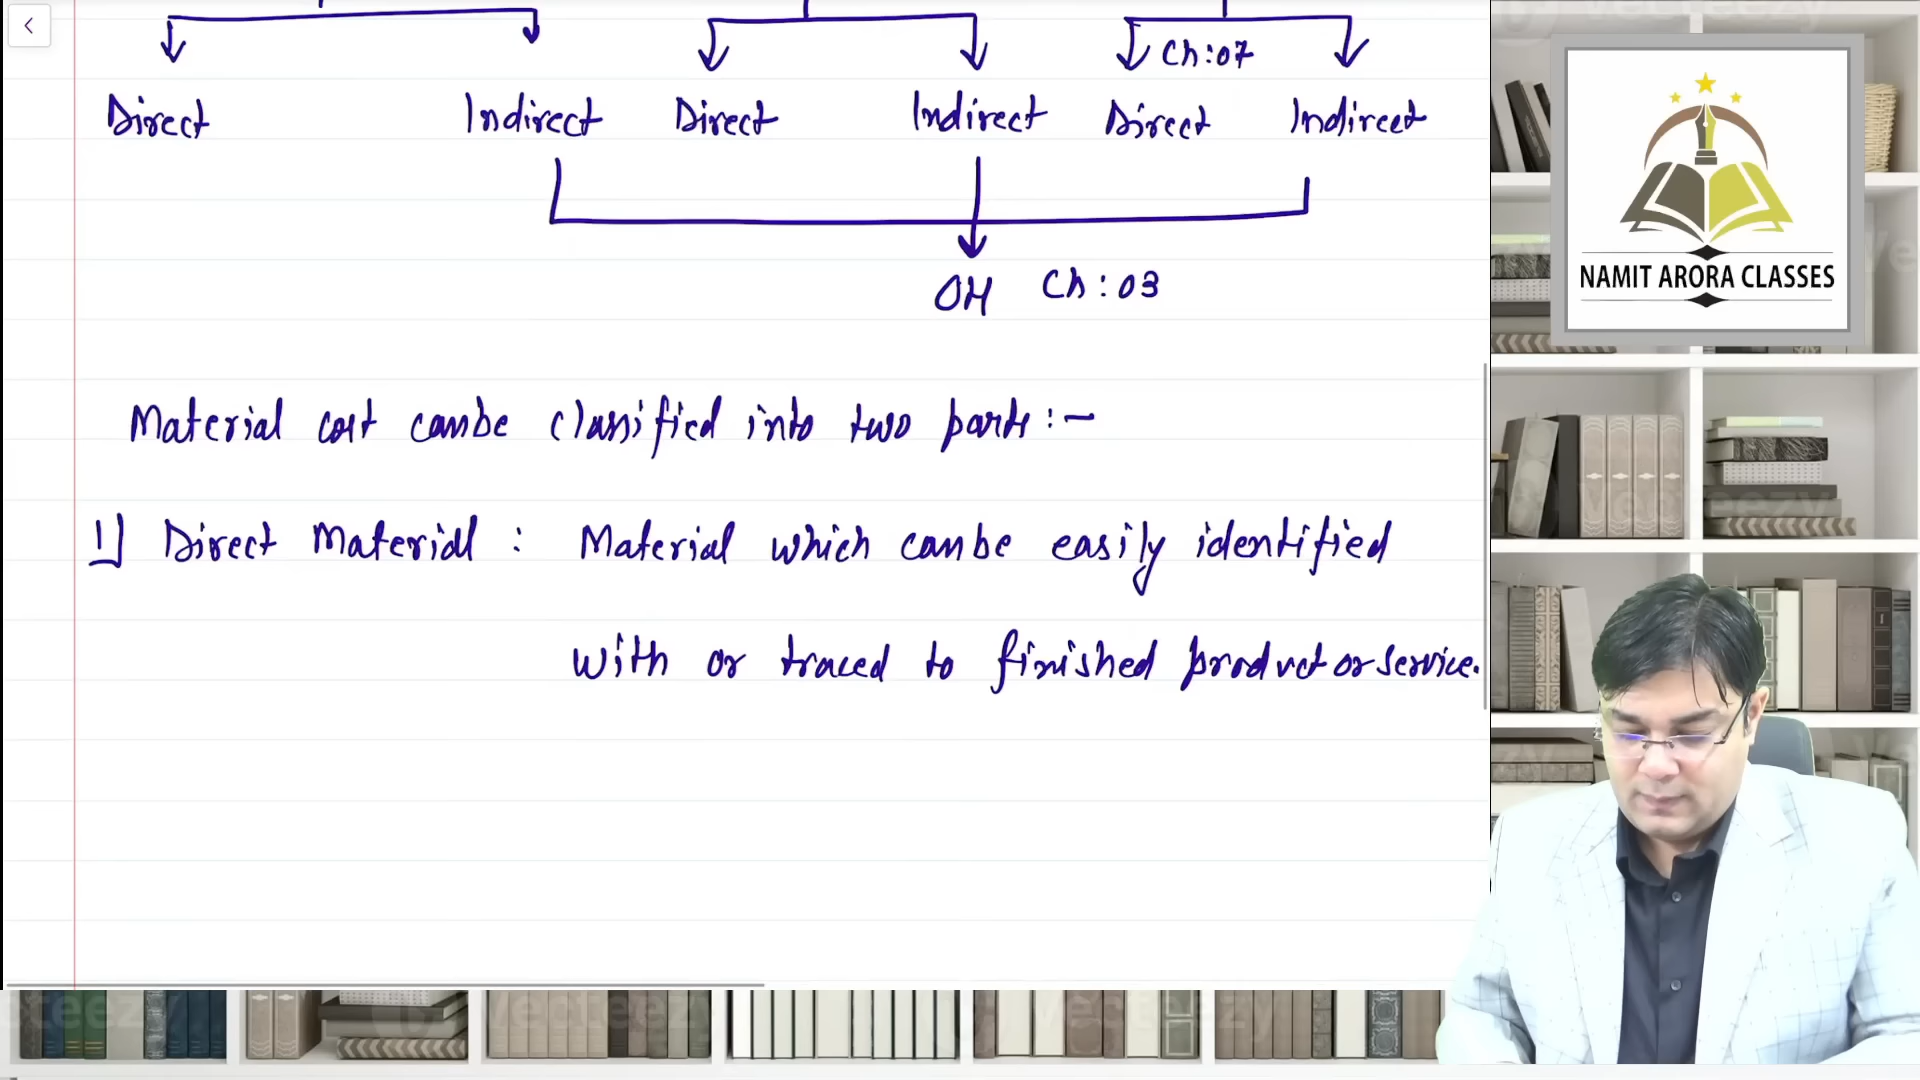 Ch:07
Direct Indirect Direct Indirect Direct Indirect
OH Ch:03
NAMIT ARORA CLASSES
Material cost canbe classified into two parts:-
1] Direct Material : Material which canbe easily identified
with or traced to finished product or service.
vecteezy